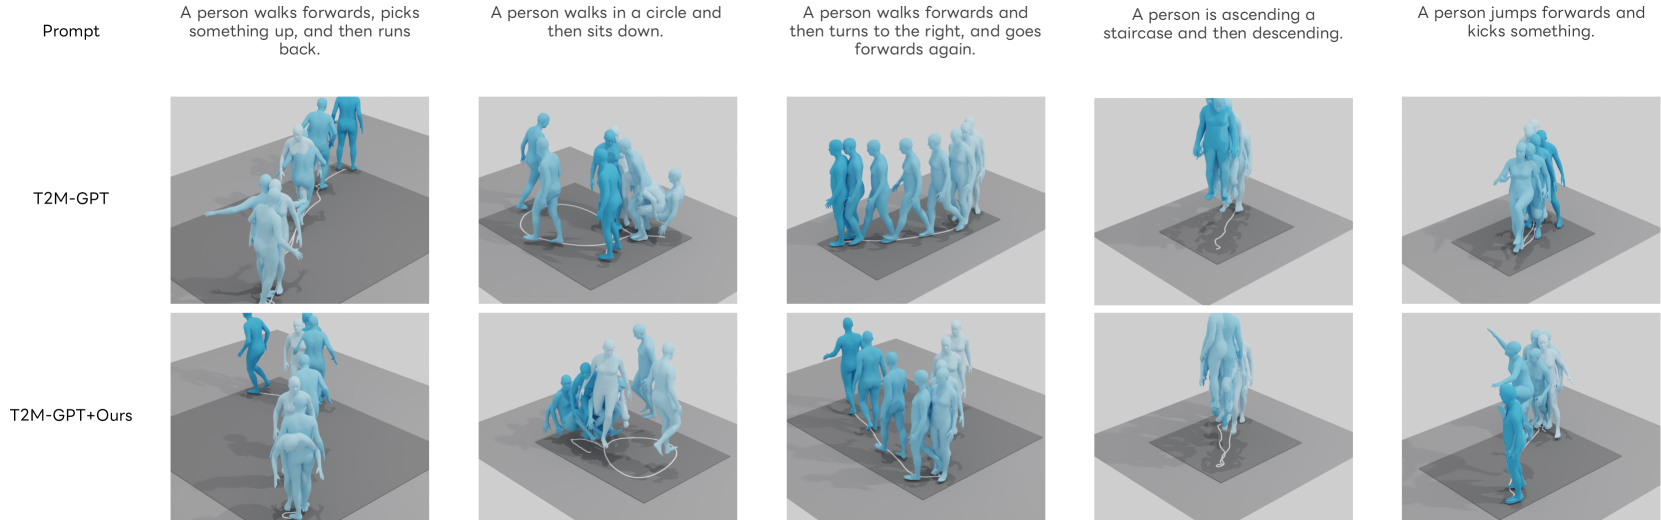 Prompt
A person walks forwards, picks
something up, and then runs
back.
A person walks in a circle and
then sits down.
A person walks forwards and
then turns to the right, and goes
forwards again.
A person is ascending a
staircase and then descending.
A person jumps forwards and
kicks something.
T2M-GPT
T2M-GPT+Ours